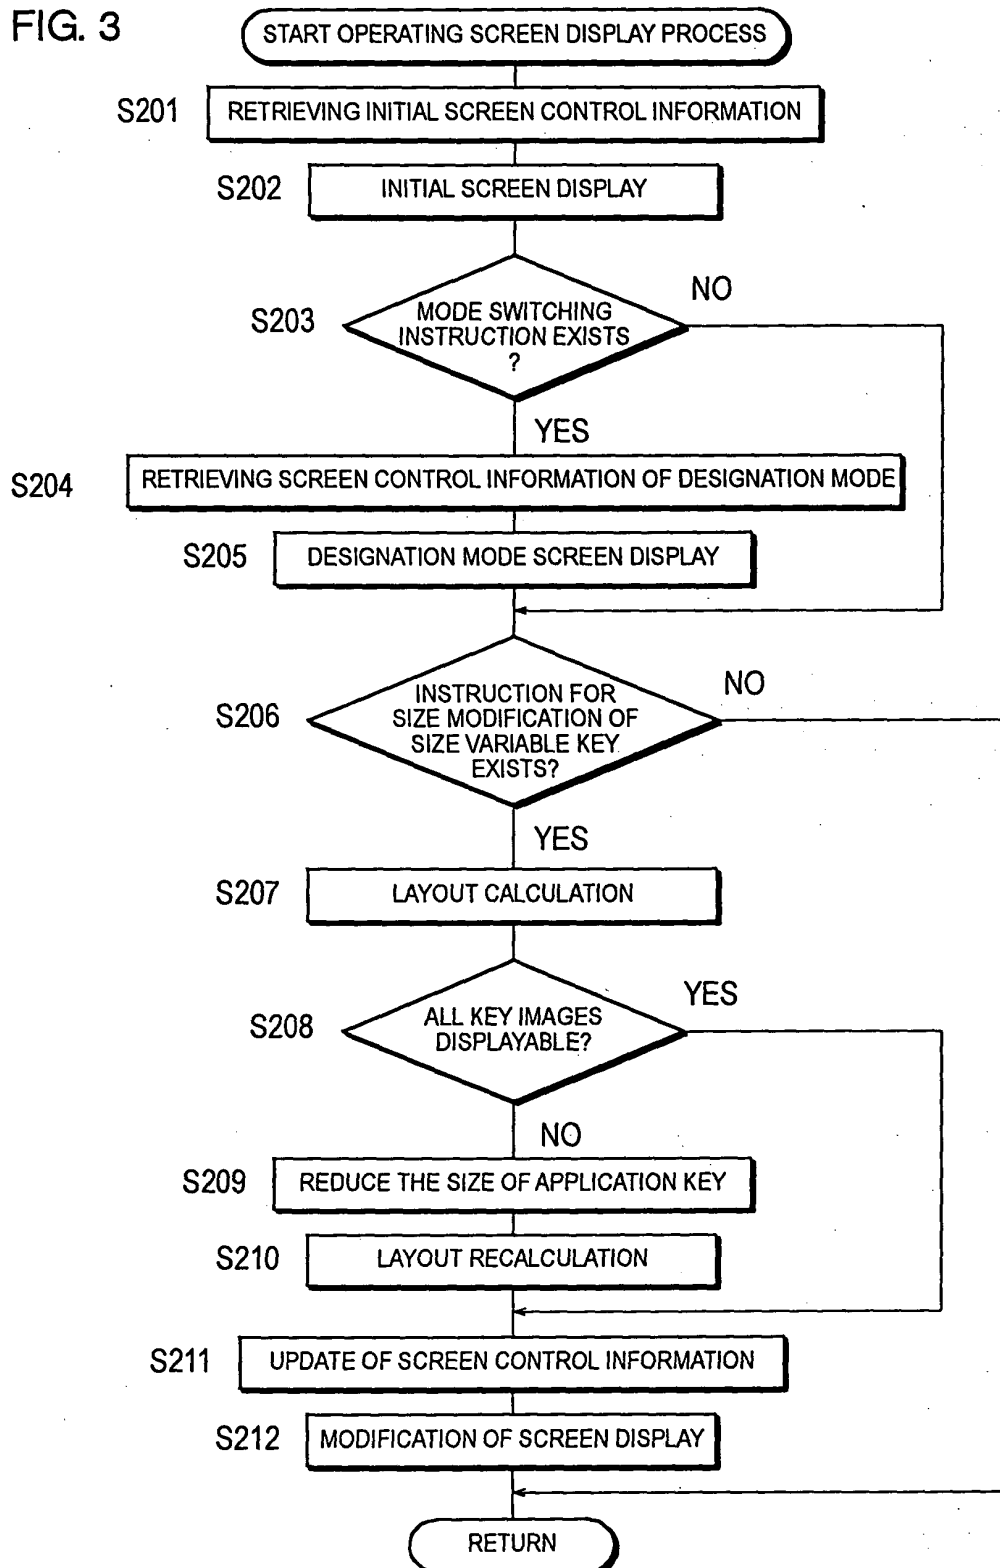 FIG. 3
START OPERATING SCREEN DISPLAY PROCESS
S201
RETRIEVING INITIAL SCREEN CONTROL INFORMATION
S202
INITIAL SCREEN DISPLAY
S203
MODE SWITCHING
INSTRUCTION EXISTS
?
NO
YES
S204
RETRIEVING SCREEN CONTROL INFORMATION OF DESIGNATION MODE
S205
DESIGNATION MODE SCREEN DISPLAY
S206
INSTRUCTION FOR
SIZE MODIFICATION OF
SIZE VARIABLE KEY
EXISTS?
NO
YES
S207
LAYOUT CALCULATION
S208
ALL KEY IMAGES
DISPLAYABLE?
YES
NO
S209
REDUCE THE SIZE OF APPLICATION KEY
S210
LAYOUT RECALCULATION
S211
UPDATE OF SCREEN CONTROL INFORMATION
S212
MODIFICATION OF SCREEN DISPLAY
RETURN